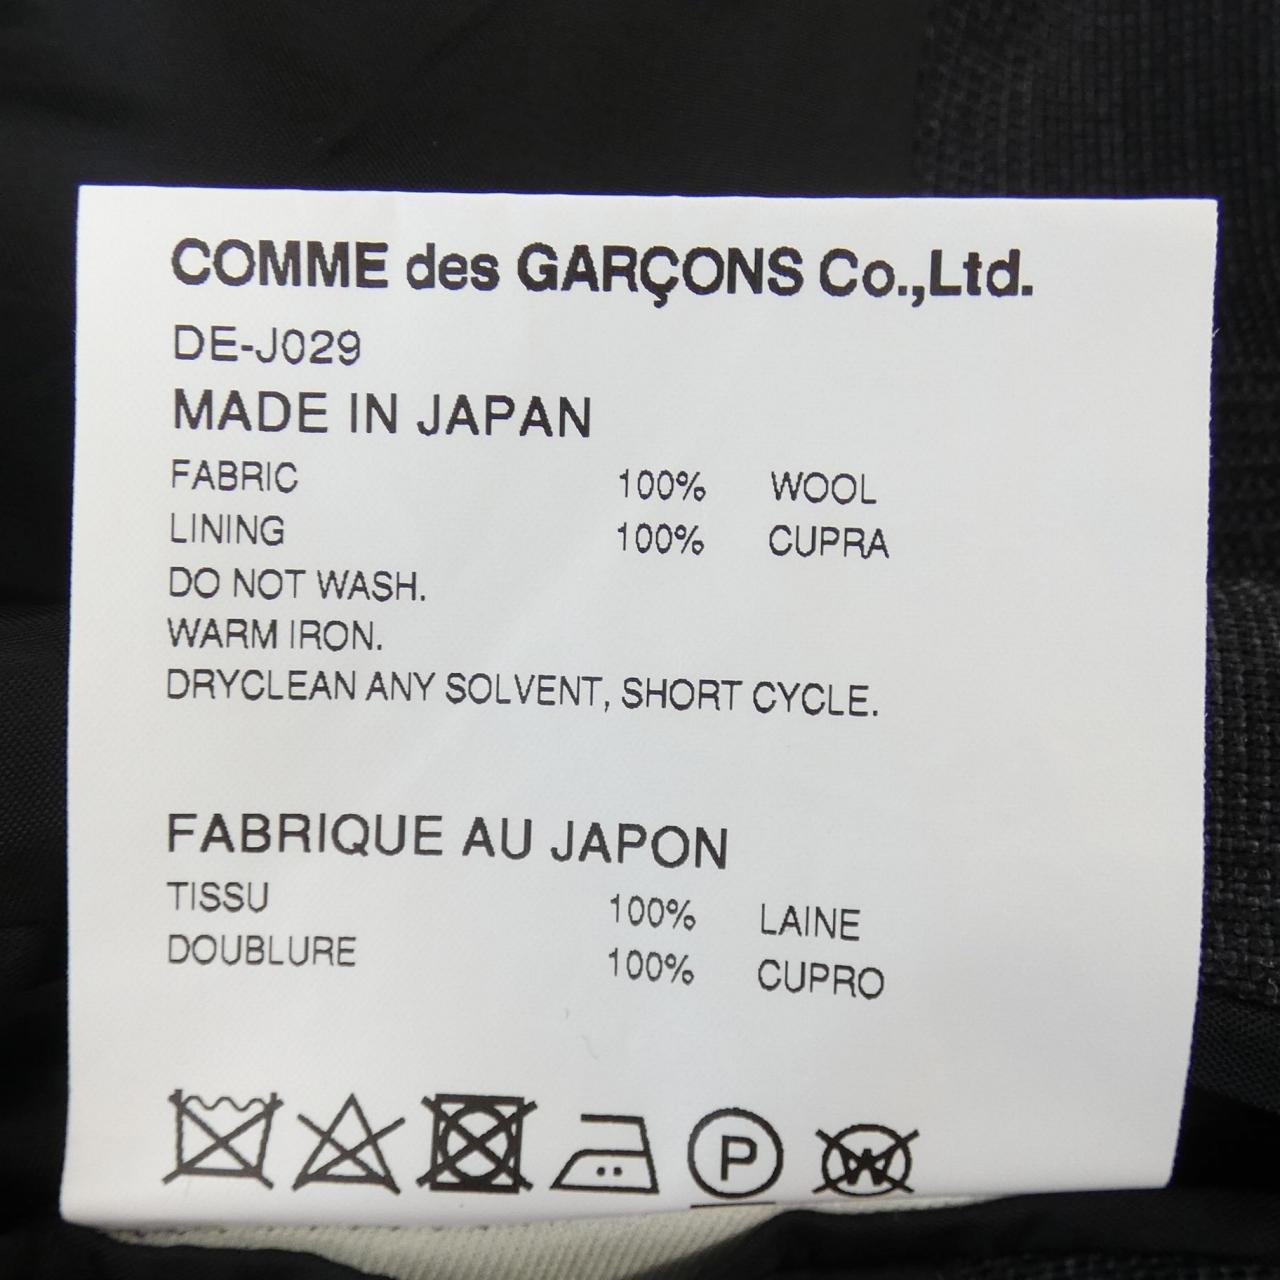 COMME des GARÇONS Co.,Ltd.
DE-J029
MADE IN JAPAN
FABRIC 100% WOOL
LINING 100% CUPRA
DO NOT WASH.
WARM IRON.
DRYCLEAN ANY SOLVENT, SHORT CYCLE.
FABRIQUE AU JAPON
TISSU 100% LAINE
DOUBLURE 100% CUPRO
P W